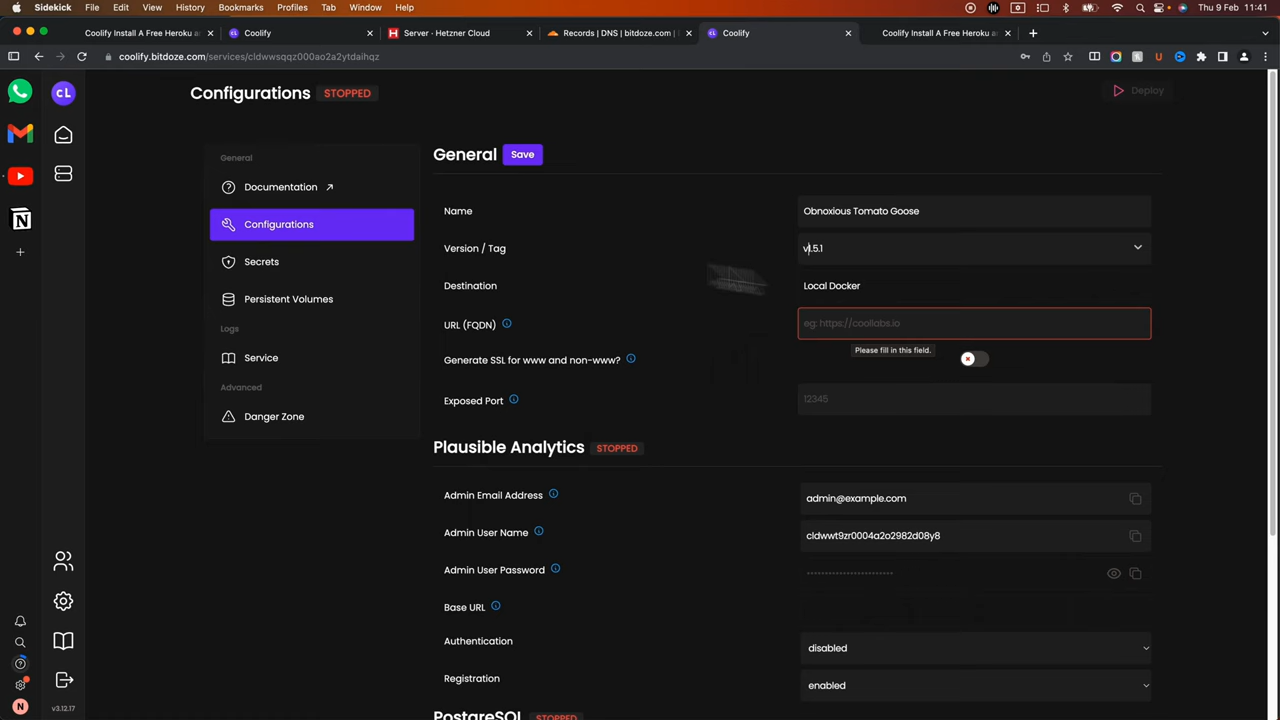 Sidekick File Edit View History Bookmarks Profiles Tab Window Help Thu 9 Feb 11:41
Coolify Install A Free Heroku an Coolify Server · Hetzner Cloud Records | DNS | bitdoze.com | Coolify Coolify Install A Free Heroku an
coolify.bitdoze.com/services/cldwwsqqz000ao2a2ytdaihqz
Configurations STOPPED
Deploy
General
Documentation
Configurations
Secrets
Persistent Volumes
Logs
Service
Advanced
Danger Zone
General Save
Name Obnoxious Tomato Goose
Version / Tag v1.5.1
Destination Local Docker
URL (FQDN) eg: https://coollabs.io
Please fill in this field.
Generate SSL for www and non-www?
Exposed Port 12345
Plausible Analytics STOPPED
Admin Email Address admin@example.com
Admin User Name cldwwt9zr0004a2o2982d08y8
Admin User Password ························
Base URL
Authentication disabled
Registration enabled
PostgreSQL STOPPED
CL
N
v3.12.17